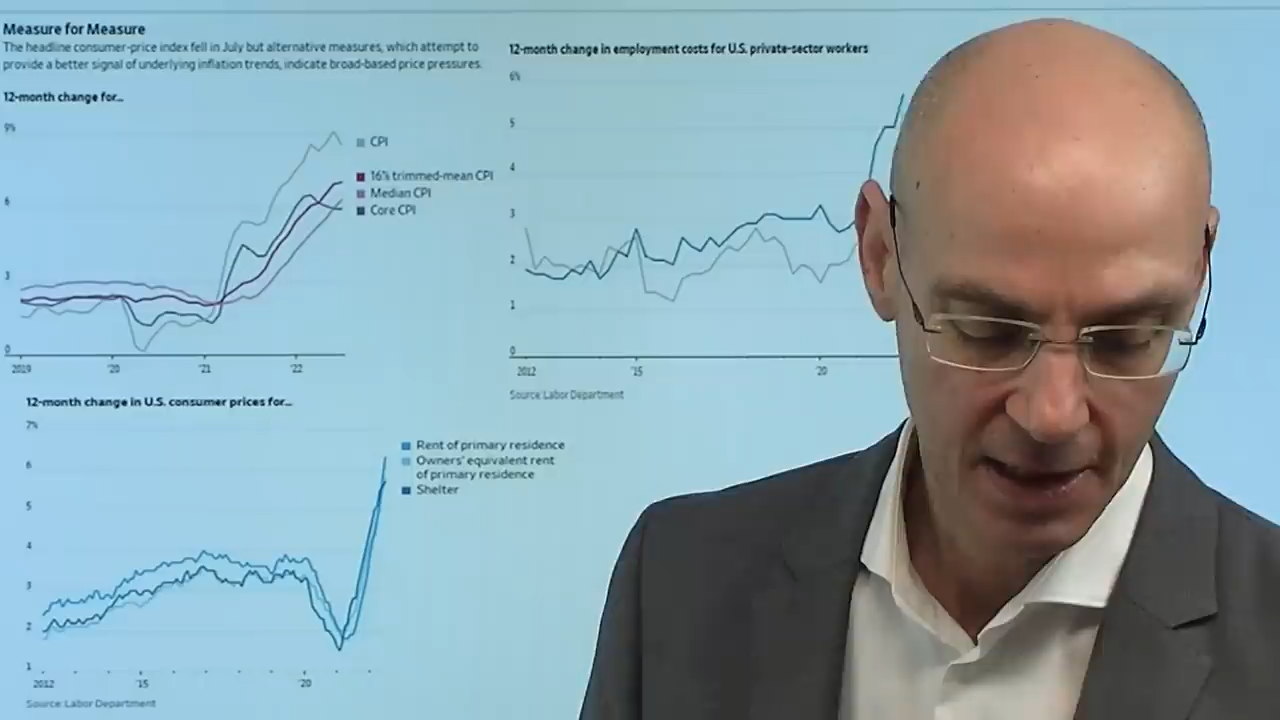 Measure for Measure
The headline consumer-price index fell in July but alternative measures, which attempt to
provide a better signal of underlying inflation trends, indicate broad-based price pressures.
12-month change for...
9%
6
3
0
2019 '20 '21 '22
CPI
16% trimmed-mean CPI
Median CPI
Core CPI
12-month change in employment costs for U.S. private-sector workers
6%
5
4
3
2
1
0
2012 '15 '20
Source: Labor Department
12-month change in U.S. consumer prices for...
7%
6
5
4
3
2
1
2012 '15 '20
Rent of primary residence
Owners' equivalent rent
of primary residence
Shelter
Source: Labor Department